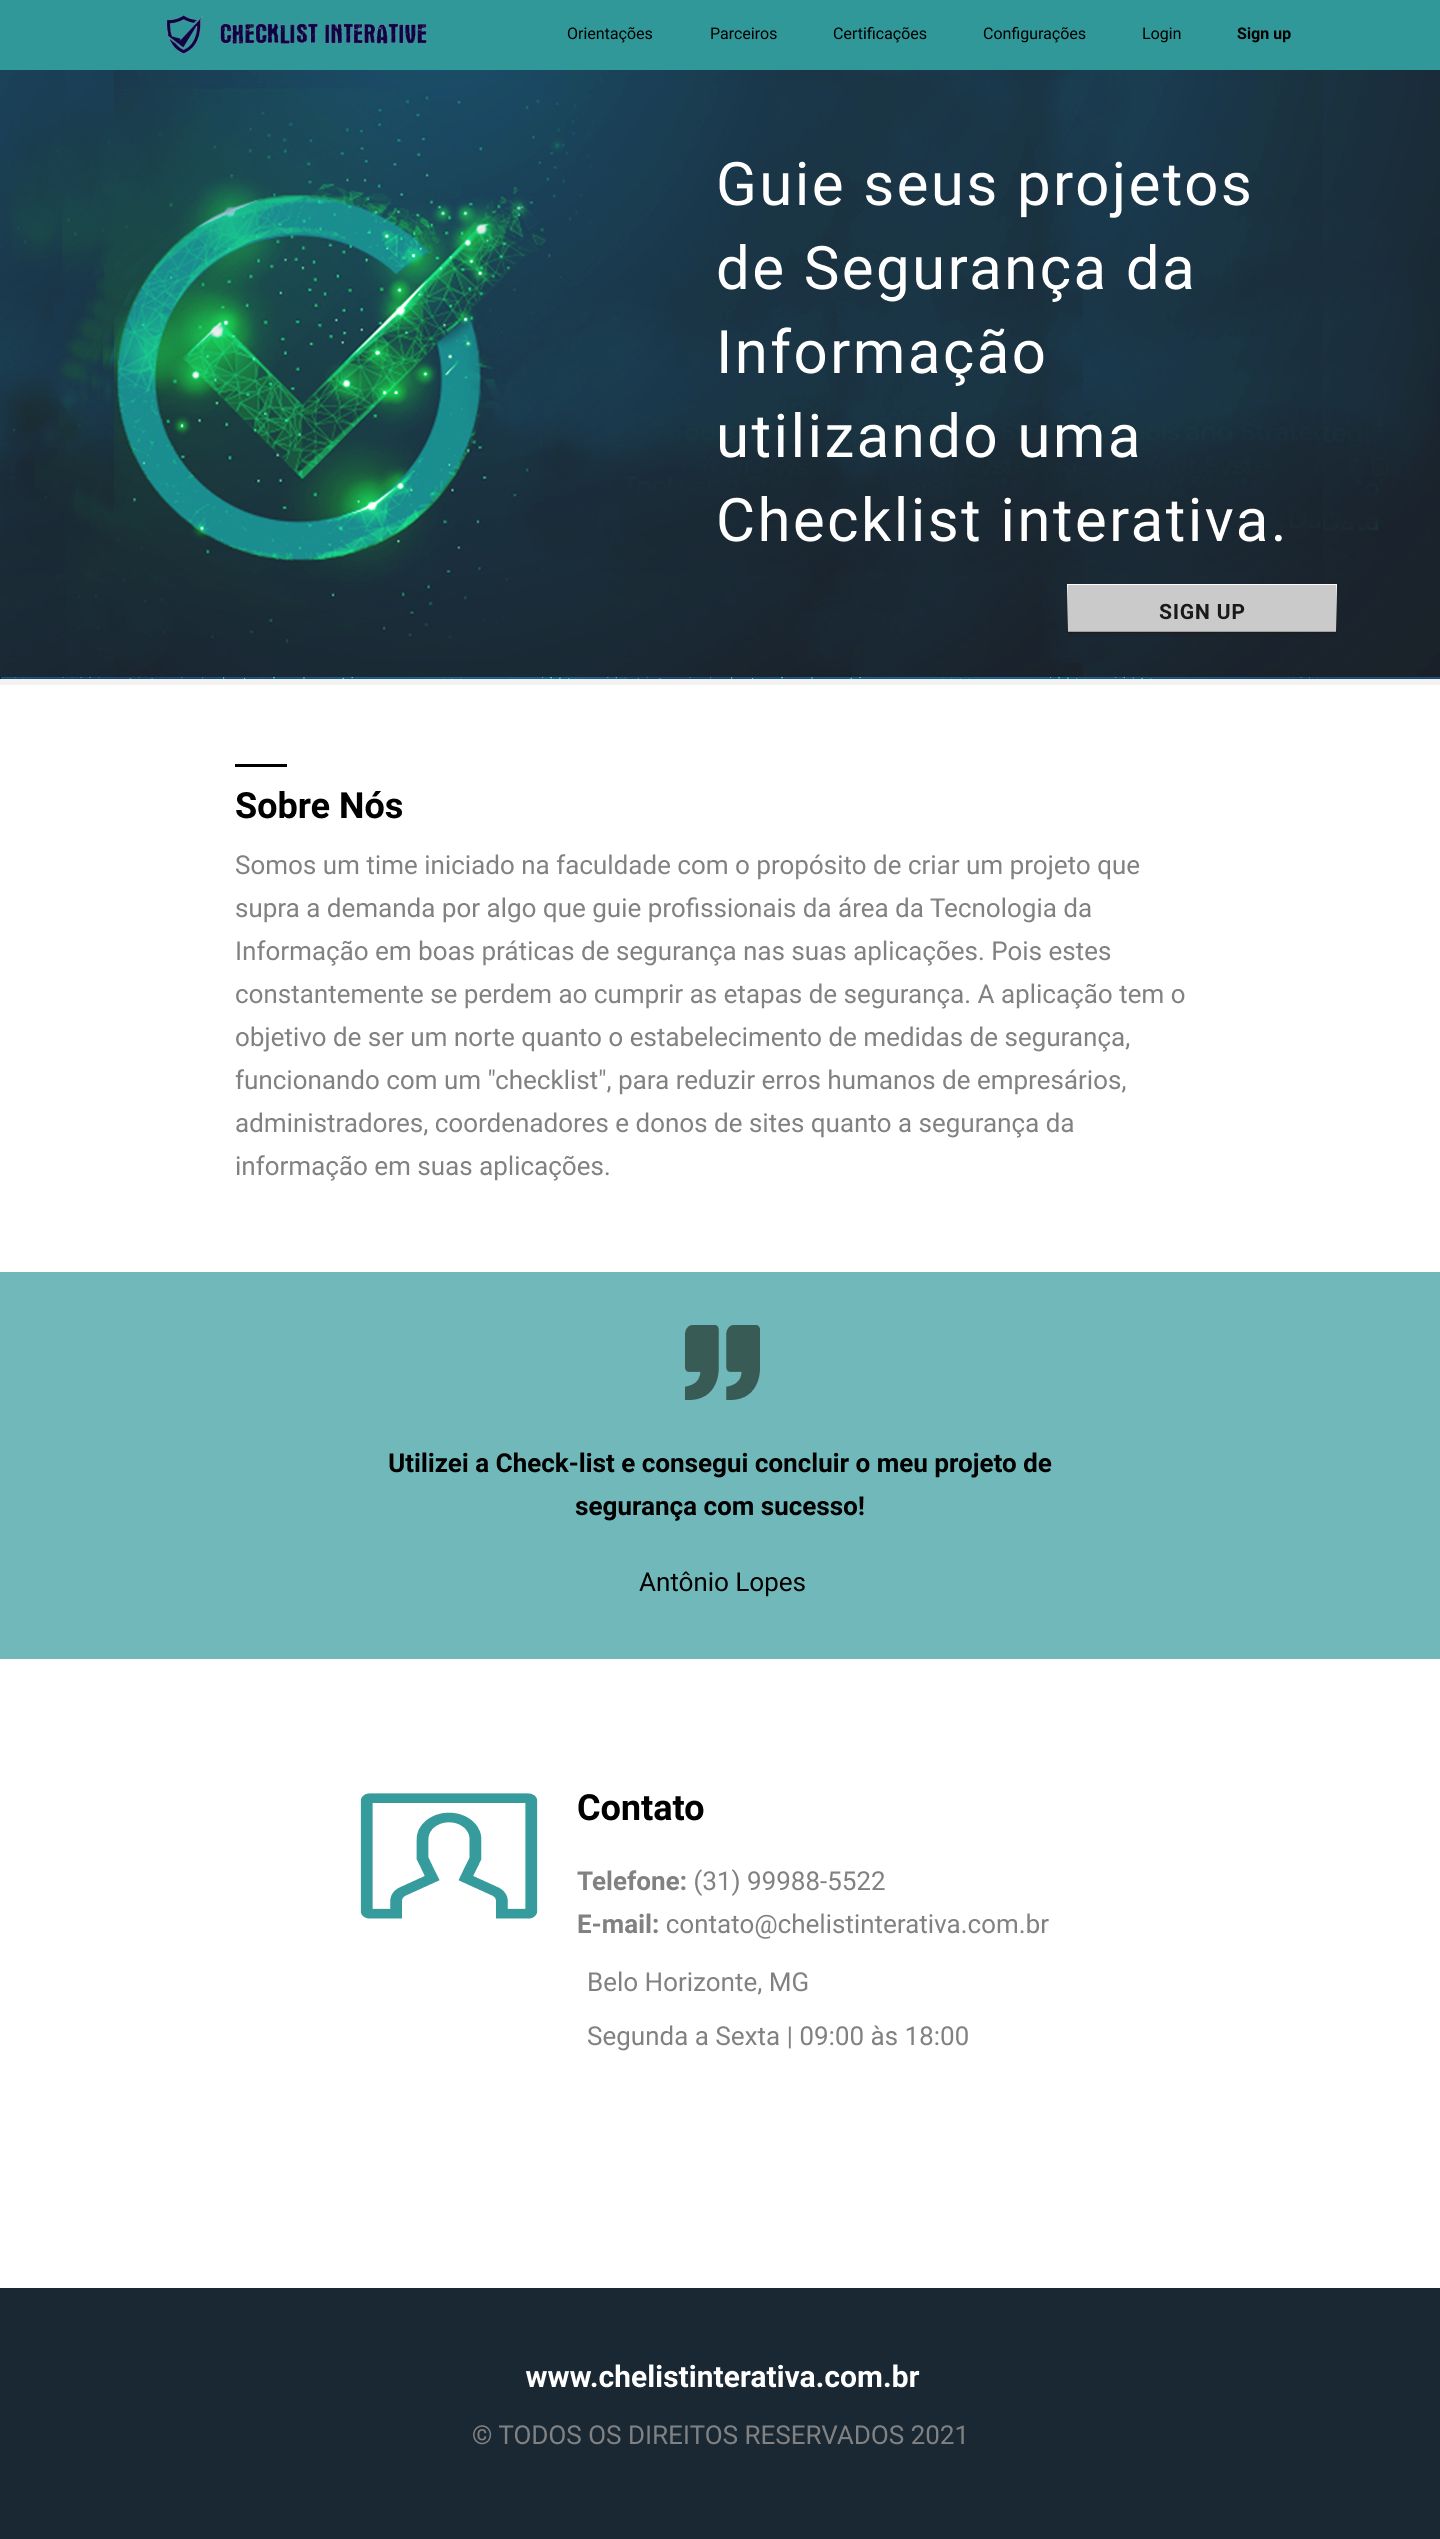 CHECKLIST INTERATIVE
Orientações
Parceiros
Certificações
Configurações
Login
Sign up
Guie seus projetos
de Segurança da
Informação
utilizando uma
Checklist interativa.
SIGN UP
Sobre Nós
Somos um time iniciado na faculdade com o propósito de criar um projeto que
supra a demanda por algo que guie profissionais da área da Tecnologia da
Informação em boas práticas de segurança nas suas aplicações. Pois estes
constantemente se perdem ao cumprir as etapas de segurança. A aplicação tem o
objetivo de ser um norte quanto o estabelecimento de medidas de segurança,
funcionando com um "checklist", para reduzir erros humanos de empresários,
administradores, coordenadores e donos de sites quanto a segurança da
informação em suas aplicações.
Utilizei a Check-list e consegui concluir o meu projeto de
segurança com sucesso!
Antônio Lopes
Contato
Telefone: (31) 99988-5522
E-mail: contato@chelistinterativa.com.br
Belo Horizonte, MG
Segunda a Sexta | 09:00 às 18:00
www.chelistinterativa.com.br
© TODOS OS DIREITOS RESERVADOS 2021